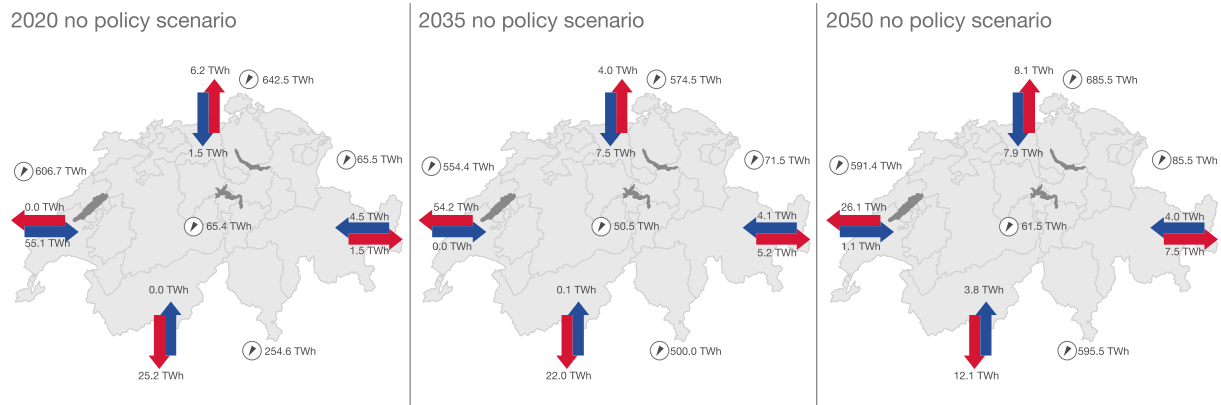 2020 no policy scenario
6.2 TWh
642.5 TWh
1.5 TWh
65.5 TWh
606.7 TWh
0.0 TWh
55.1 TWh
65.4 TWh
4.5 TWh
1.5 TWh
0.0 TWh
25.2 TWh
254.6 TWh
2035 no policy scenario
4.0 TWh
574.5 TWh
7.5 TWh
71.5 TWh
554.4 TWh
54.2 TWh
0.0 TWh
50.5 TWh
4.1 TWh
5.2 TWh
0.1 TWh
22.0 TWh
500.0 TWh
2050 no policy scenario
8.1 TWh
685.5 TWh
7.9 TWh
85.5 TWh
591.4 TWh
26.1 TWh
1.1 TWh
61.5 TWh
4.0 TWh
7.5 TWh
3.8 TWh
12.1 TWh
595.5 TWh